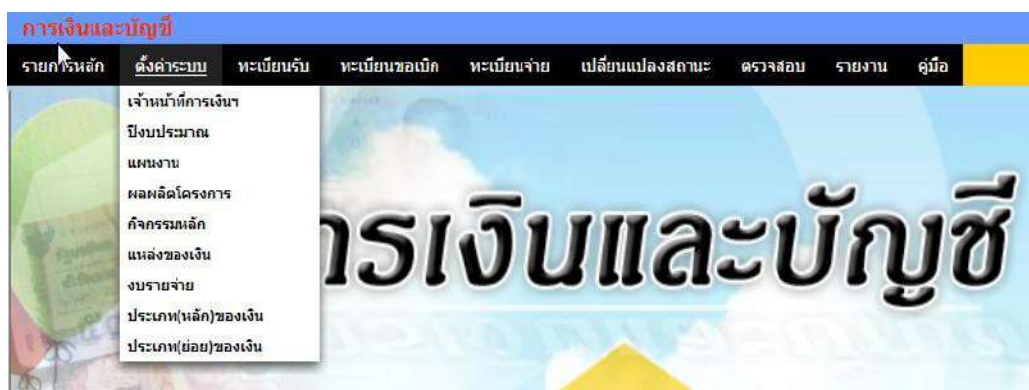 การเงินและบัญชี
รายการหลัก ตั้งค่าระบบ ทะเบียนรับ ทะเบียนขอเบิก ทะเบียนจ่าย เปลี่ยนแปลงสถานะ ตรวจสอบ รายงาน คู่มือ
เจ้าหน้าที่การเงินฯ
ปีงบประมาณ
แผนงาน
ผลผลิตโครงการ
กิจกรรมหลัก
แหล่งของเงิน
งบรายจ่าย
ประเภท(หลัก)ของเงิน
ประเภท(ย่อย)ของเงิน
ารเงินและบัญชี